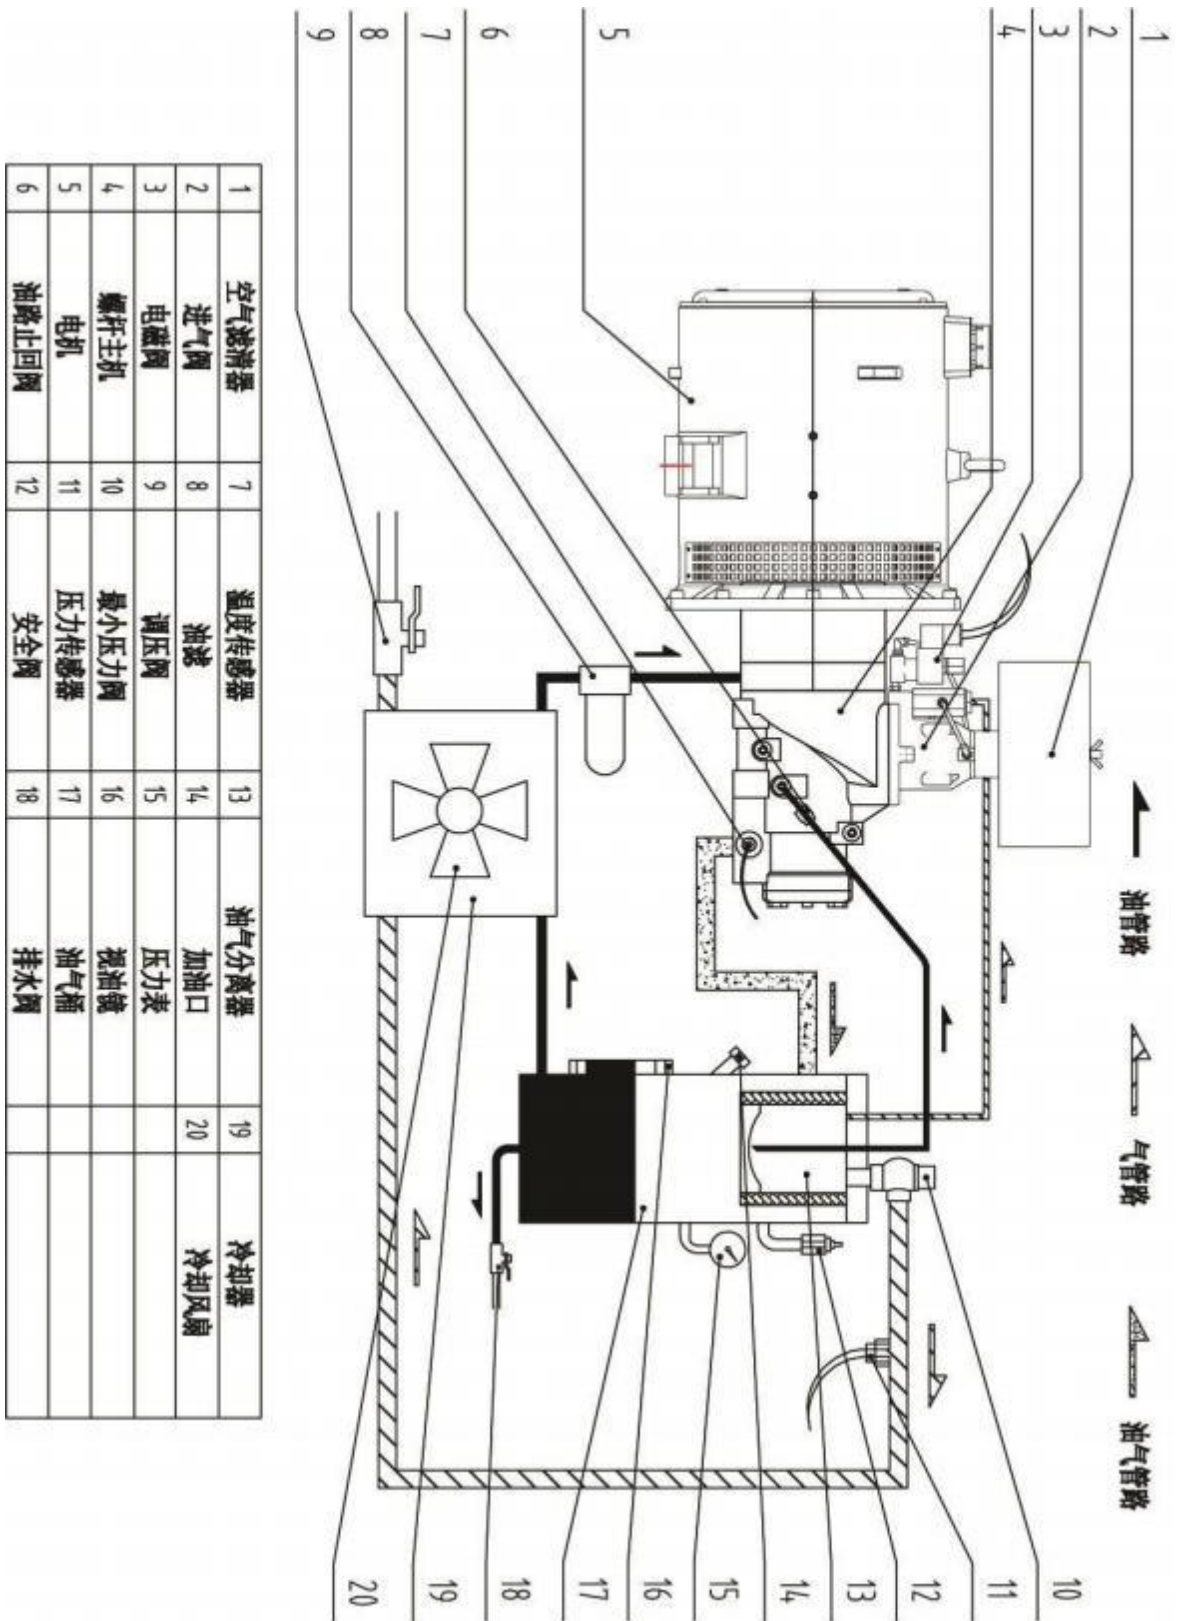 油管路
气管路
油气管路
1
2
3
4
5
6
7
8
9
10
11
12
13
14
15
16
17
18
19
20
1 空气滤清器 7 温度传感器 13 油气分离器 19 冷却器
2 进气阀 8 油滤 14 加油口 20 冷却风扇
3 电磁阀 9 调压阀 15 压力表
4 螺杆主机 10 最小压力阀 16 视油镜
5 电机 11 压力传感器 17 油气桶
6 油路止回阀 12 安全阀 18 排水阀